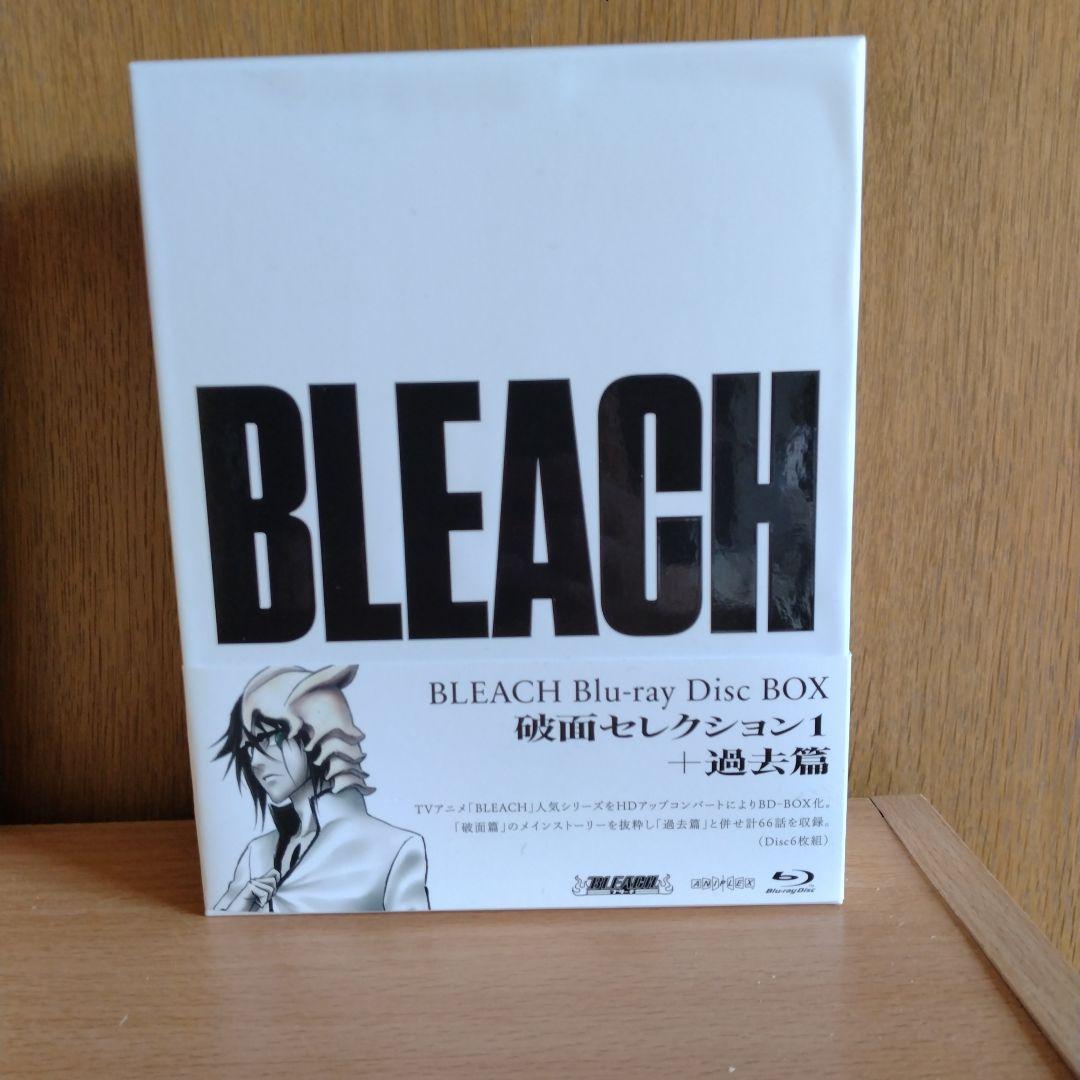 BLEACH
BLEACH Blu-ray Disc BOX
破面セレクション1
+過去篇
TVアニメ「BLEACH」人気シリーズをHDアップコンバートによりBD-BOX化。
「破面篇」のメインストーリーを抜粋し「過去篇」と併せ計66話を収録。
(Disc6枚組)
BLEACH ANIPLEX Blu-ray Disc